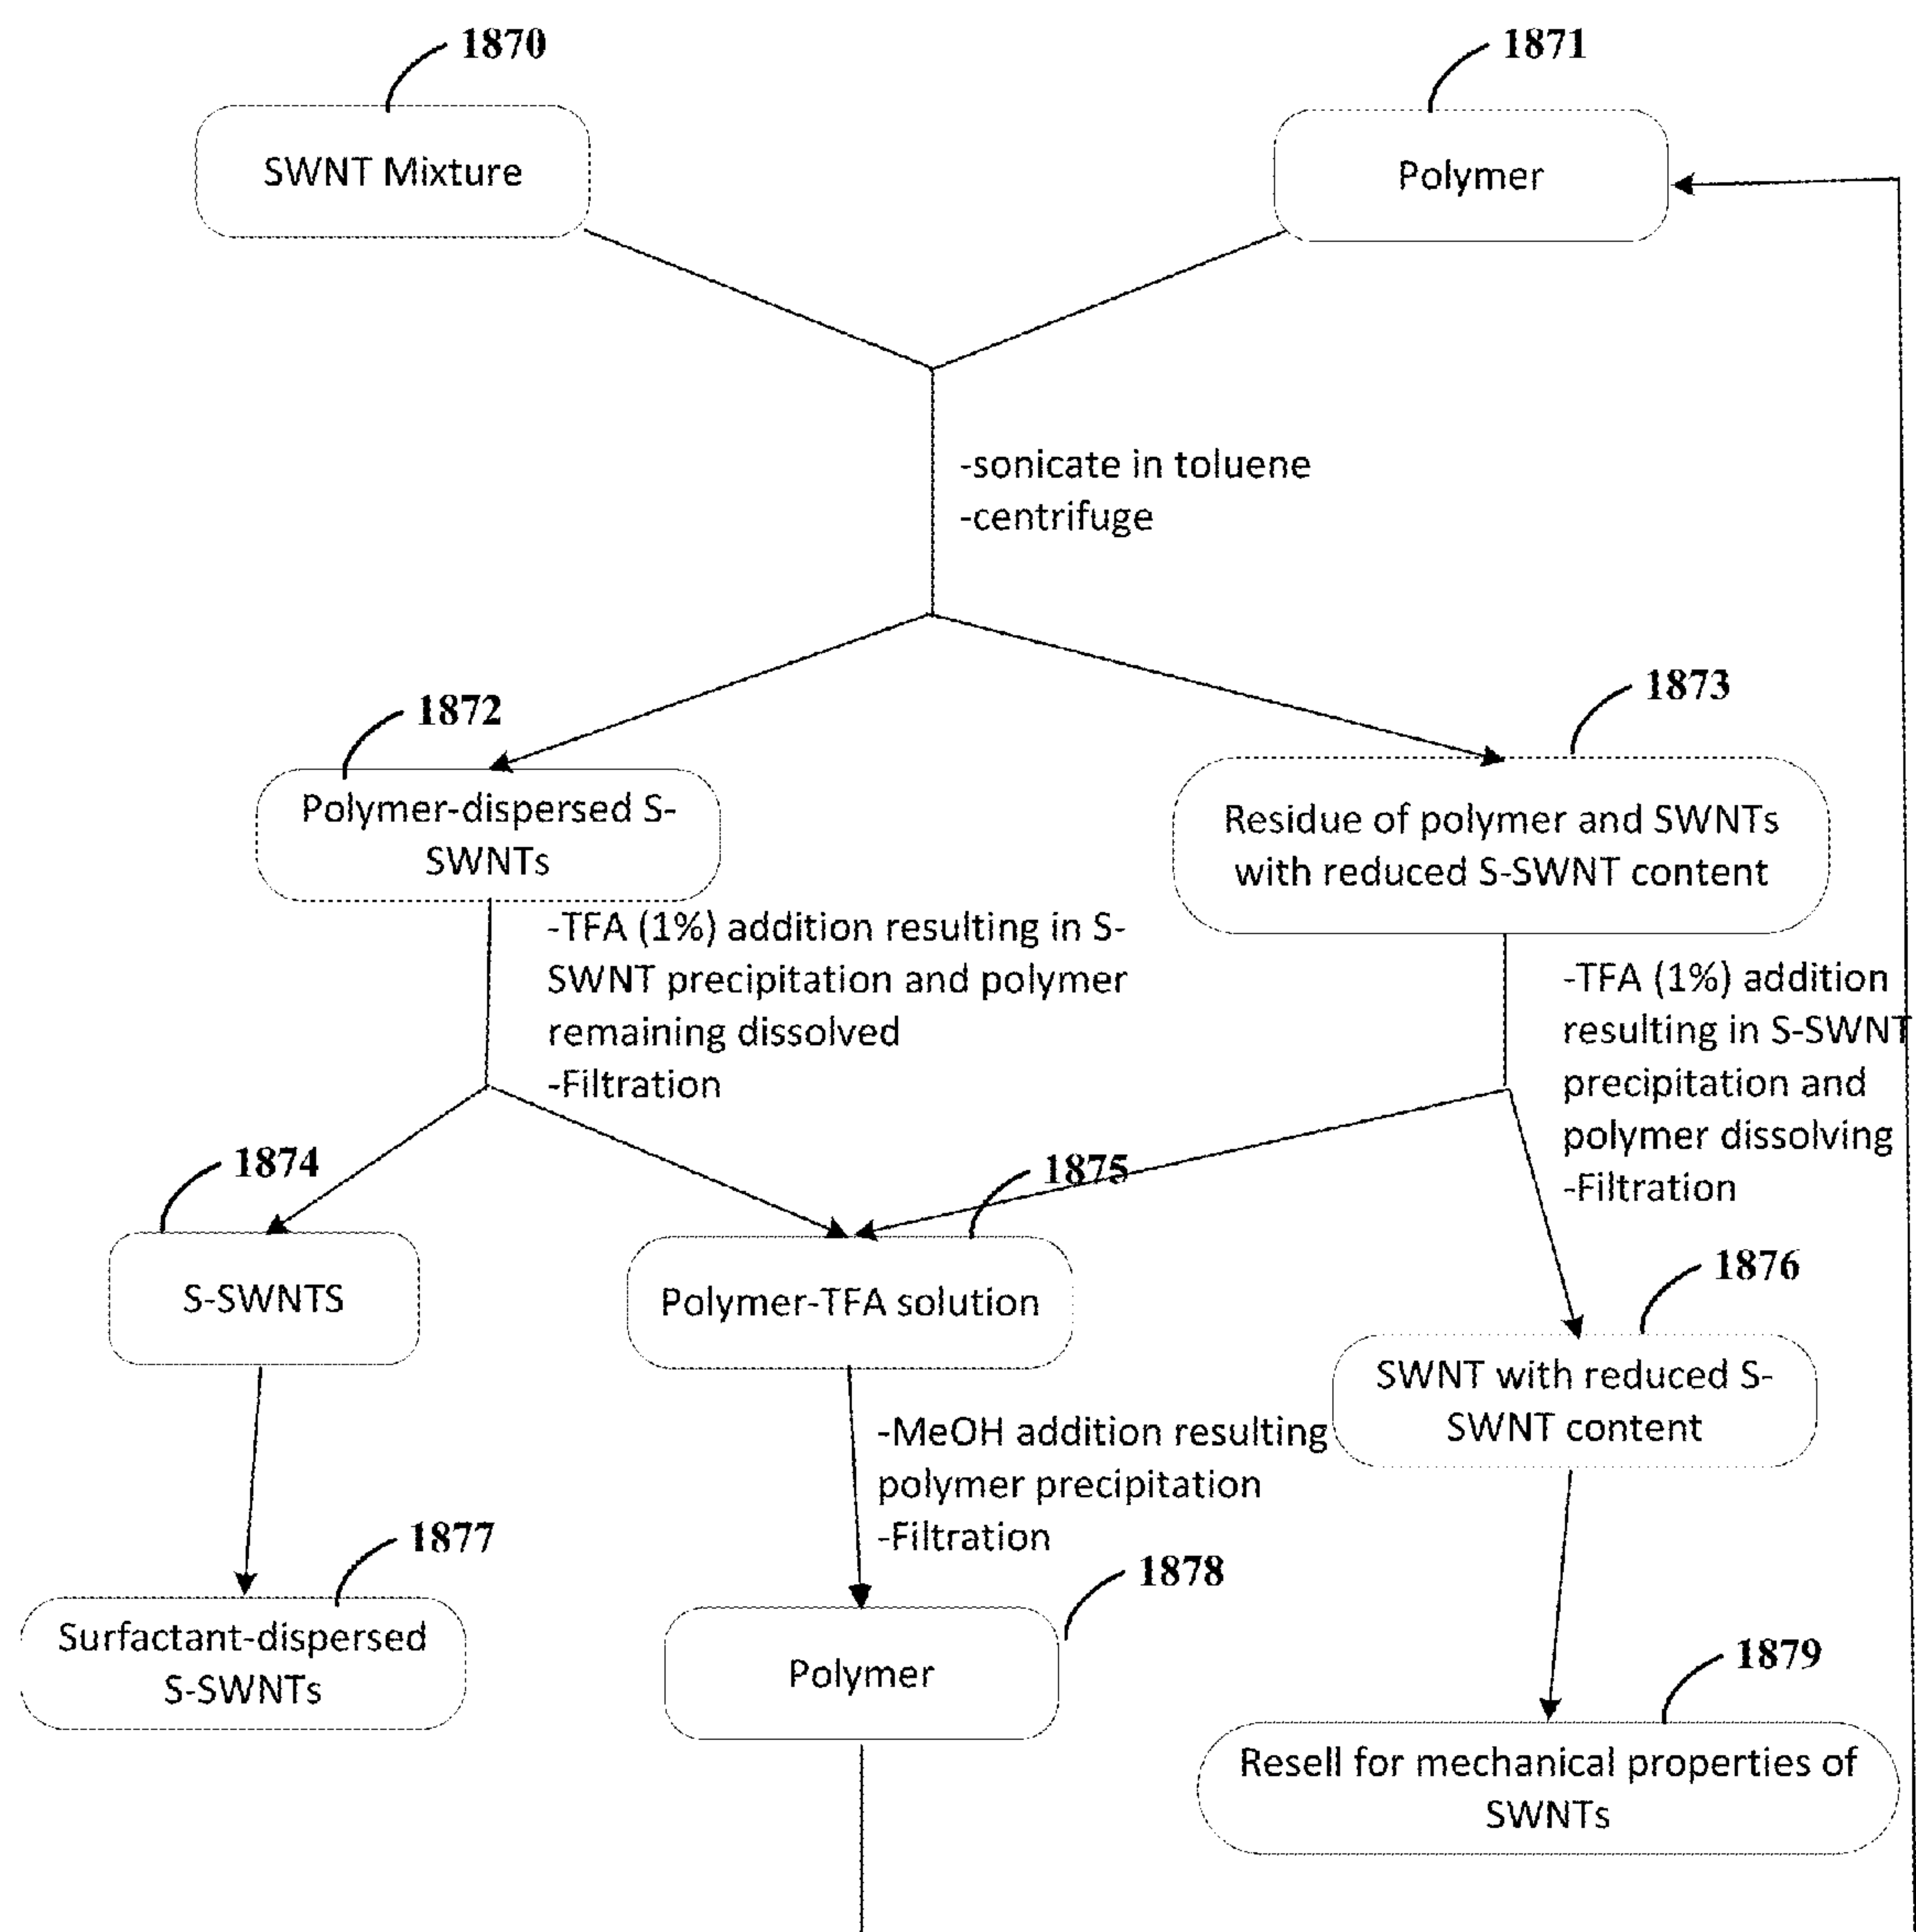 1870
1871
SWNT Mixture
Polymer
-sonicate in toluene
-centrifuge
1872
1873
Polymer-dispersed S-
SWNTs
Residue of polymer and SWNTs
with reduced S-SWNT content
-TFA (1%) addition resulting in S-
SWNT precipitation and polymer
remaining dissolved
-Filtration
-TFA (1%) addition
resulting in S-SWNT
precipitation and
polymer dissolving
-Filtration
1874
1875
1876
S-SWNTS
Polymer-TFA solution
SWNT with reduced S-
SWNT content
-MeOH addition resulting
polymer precipitation
-Filtration
1877
1878
1879
Surfactant-dispersed
S-SWNTs
Polymer
Resell for mechanical properties of
SWNTs